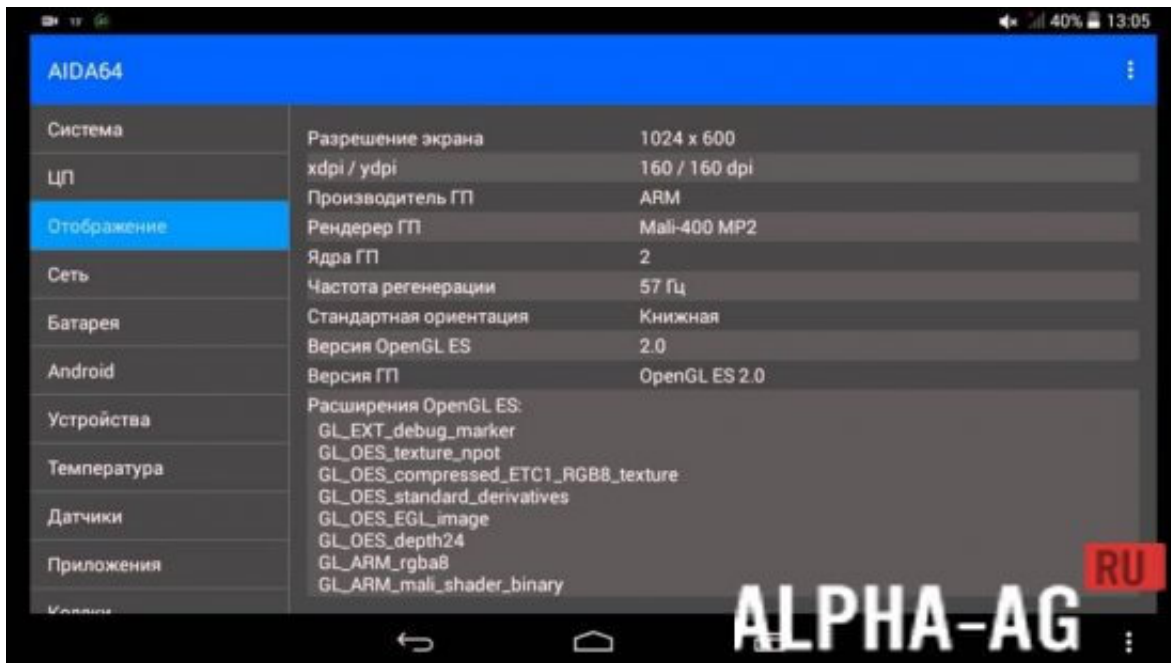 40% 13:05
AIDA64
Система
ЦП
Отображение
Сеть
Батарея
Android
Устройства
Температура
Датчики
Приложения
Кодеки
Разрешение экрана 1024 x 600
xdpi / ydpi 160 / 160 dpi
Производитель ГП ARM
Рендерер ГП Mali-400 MP2
Ядра ГП 2
Частота регенерации 57 Гц
Стандартная ориентация Книжная
Версия OpenGL ES 2.0
Версия ГП OpenGL ES 2.0
Расширения OpenGL ES:
GL_EXT_debug_marker
GL_OES_texture_npot
GL_OES_compressed_ETC1_RGB8_texture
GL_OES_standard_derivatives
GL_OES_EGL_image
GL_OES_depth24
GL_ARM_rgba8
GL_ARM_mali_shader_binary
RU
ALPHA-AG